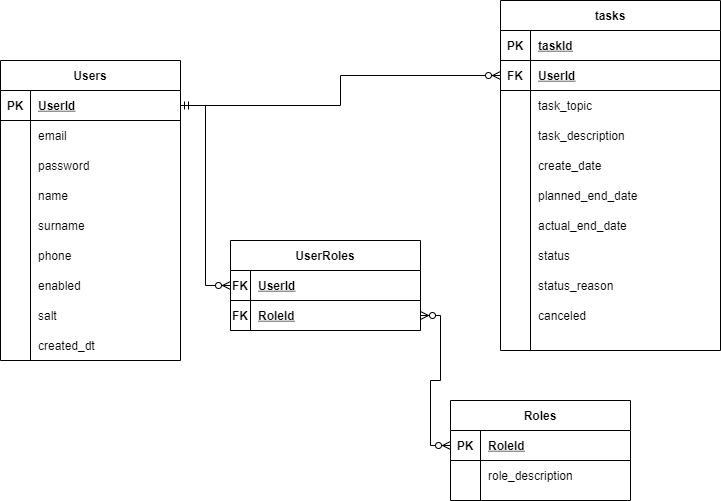 tasks
PK taskId
FK UserId
task_topic
task_description
create_date
planned_end_date
actual_end_date
status
status_reason
canceled
Users
PK UserId
email
password
name
surname
phone
enabled
salt
created_dt
UserRoles
FK UserId
FK RoleId
Roles
PK RoleId
role_description